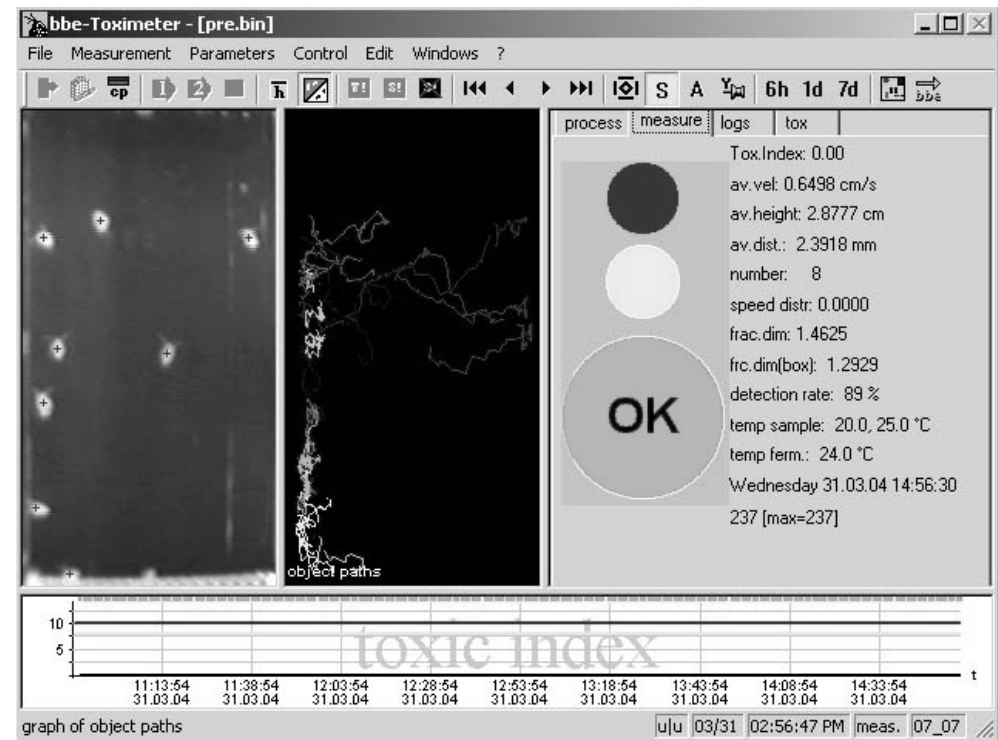 bbe-Toximeter - [pre.bin]
File Measurement Parameters Control Edit Windows ?
cp 1 2 h T! S! S A 6h 1d 7d bbe
process measure logs tox
Tox.Index: 0.00
av.vel: 0.6498 cm/s
av.height: 2.8777 cm
av.dist.: 2.3918 mm
number: 8
speed distr: 0.0000
frac.dim: 1.4625
frc.dim(box): 1.2929
detection rate: 89 %
OK
temp sample: 20.0, 25.0 °C
temp ferm.: 24.0 °C
Wednesday 31.03.04 14:56:30
237 [max=237]
object paths
toxic index
10
5
11:13:54 11:38:54 12:03:54 12:28:54 12:53:54 13:18:54 13:43:54 14:08:54 14:33:54 t
31.03.04 31.03.04 31.03.04 31.03.04 31.03.04 31.03.04 31.03.04 31.03.04 31.03.04
graph of object paths u|u 03/31 02:56:47 PM meas. 07_07